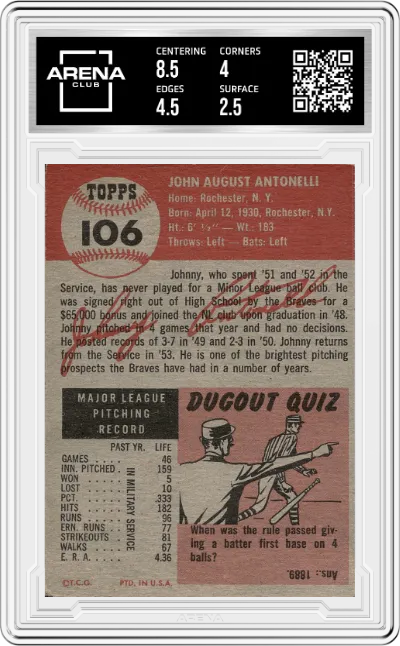 CENTERING CORNERS
8.5 4
EDGES SURFACE
4.5 2.5
ARENA
CLUB
TOPPS
106
JOHN AUGUST ANTONELLI
Home: Rochester, N. Y.
Born: April 12, 1930, Rochester, N.Y.
Ht.: 6' ½" — Wt.: 183
Throws: Left — Bats: Left
Johnny, who spent '51 and '52 in the
Service, has never played for a Minor League ball club. He
was signed right out of High School by the Braves for a
$65,000 bonus and joined the NL club upon graduation in '48.
Johnny pitched in 4 games that year and had no decisions.
He posted records of 3-7 in '49 and 2-3 in '50. Johnny returns
from the Service in '53. He is one of the brightest pitching
prospects the Braves have had in a number of years.
MAJOR LEAGUE
PITCHING
RECORD
PAST YR. LIFE
GAMES 46
INN. PITCHED 159
WON 5
LOST 10
PCT. .333
HITS 182
RUNS 96
ERN. RUNS 77
STRIKEOUTS 81
WALKS 67
E. R. A. 4.36
IN MILITARY SERVICE
©T.C.G. PTD. IN U.S.A.
DUGOUT QUIZ
When was the rule passed giv-
ing a batter first base on 4
balls?
Ans.: 1889.
ARENA